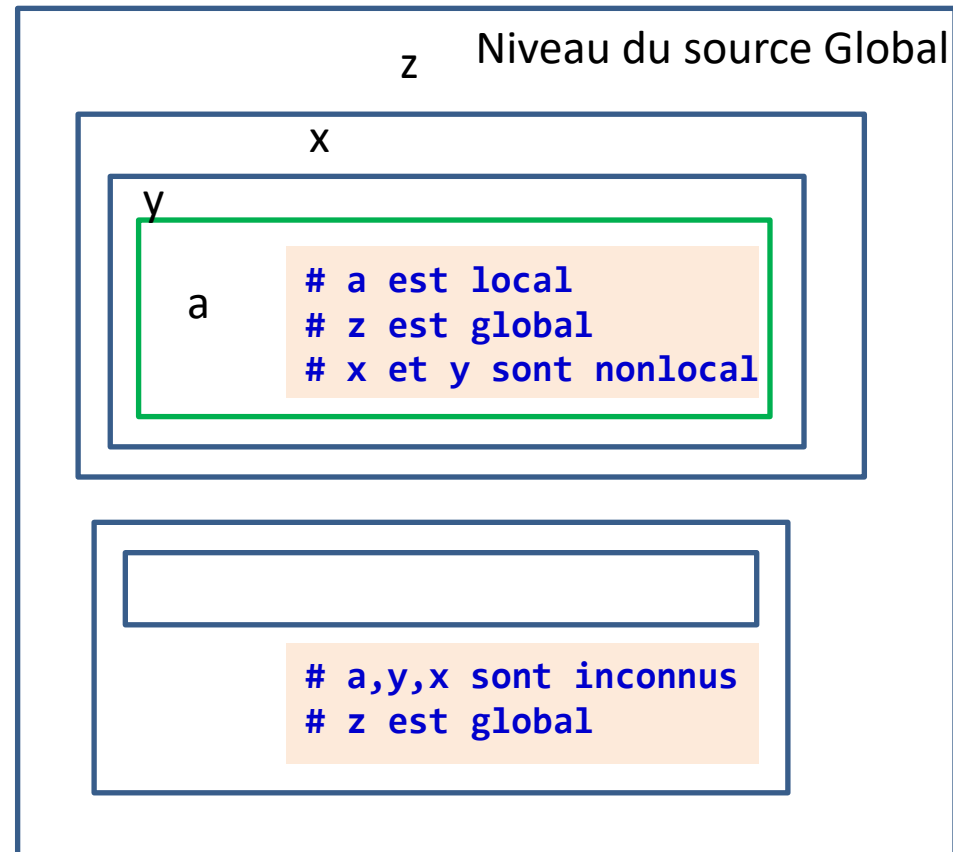 Niveau du source Global
z
x
y
a
# a est local
# z est global
# x et y sont nonlocal
# a,y,x sont inconnus
# z est global